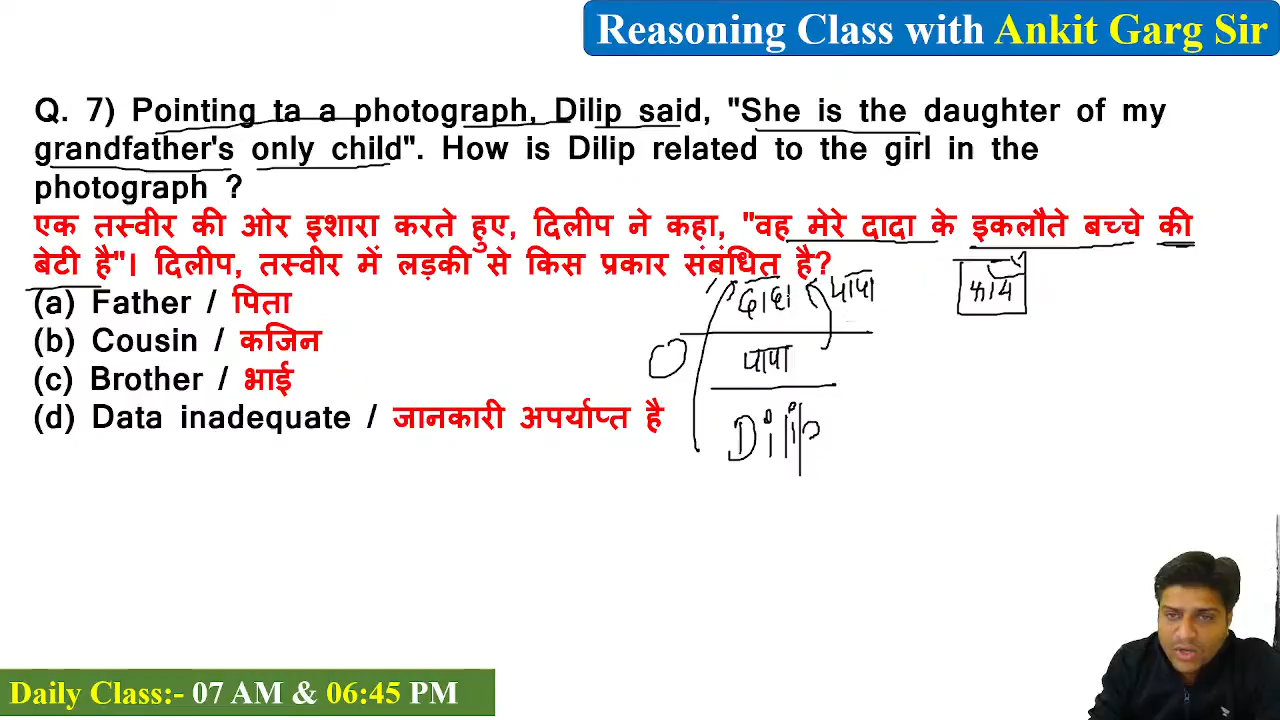 Reasoning Class with Ankit Garg Sir
Q. 7) Pointing ta a photograph, Dilip said, "She is the daughter of my
grandfather's only child". How is Dilip related to the girl in the
photograph ?
एक तस्वीर की ओर इशारा करते हुए, दिलीप ने कहा, "वह मेरे दादा के इकलौते बच्चे की
बेटी है"। दिलीप, तस्वीर में लड़की से किस प्रकार संबंधित है?
(a) Father / पिता
(b) Cousin / कजिन
(c) Brother / भाई
(d) Data inadequate / जानकारी अपर्याप्त है
दादा पापा
पापा
Dilip
Daily Class:- 07 AM & 06:45 PM